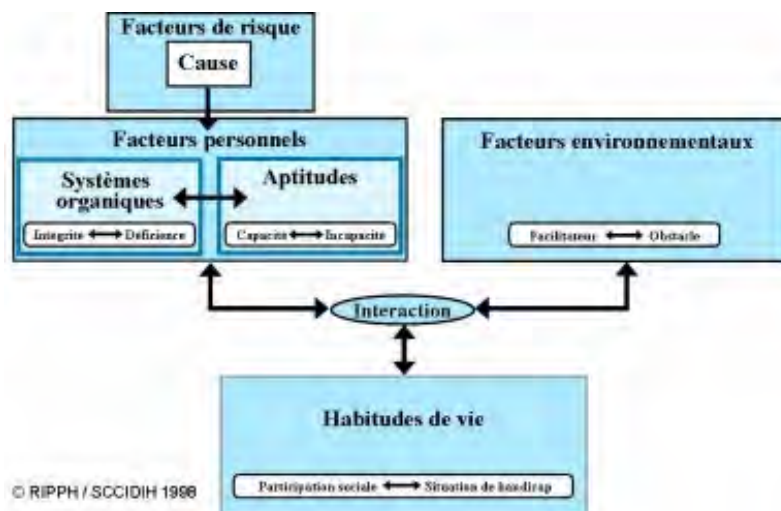 Facteurs de risque
Cause
Facteurs personnels
Systèmes
organiques
Intégrité Déficience
Aptitudes
Capacité Incapacité
Facteurs environnementaux
Facilitateur Obstacle
Interaction
Habitudes de vie
Participation sociale Situation de handicap
© RIPPH / SCCIDIH 1998